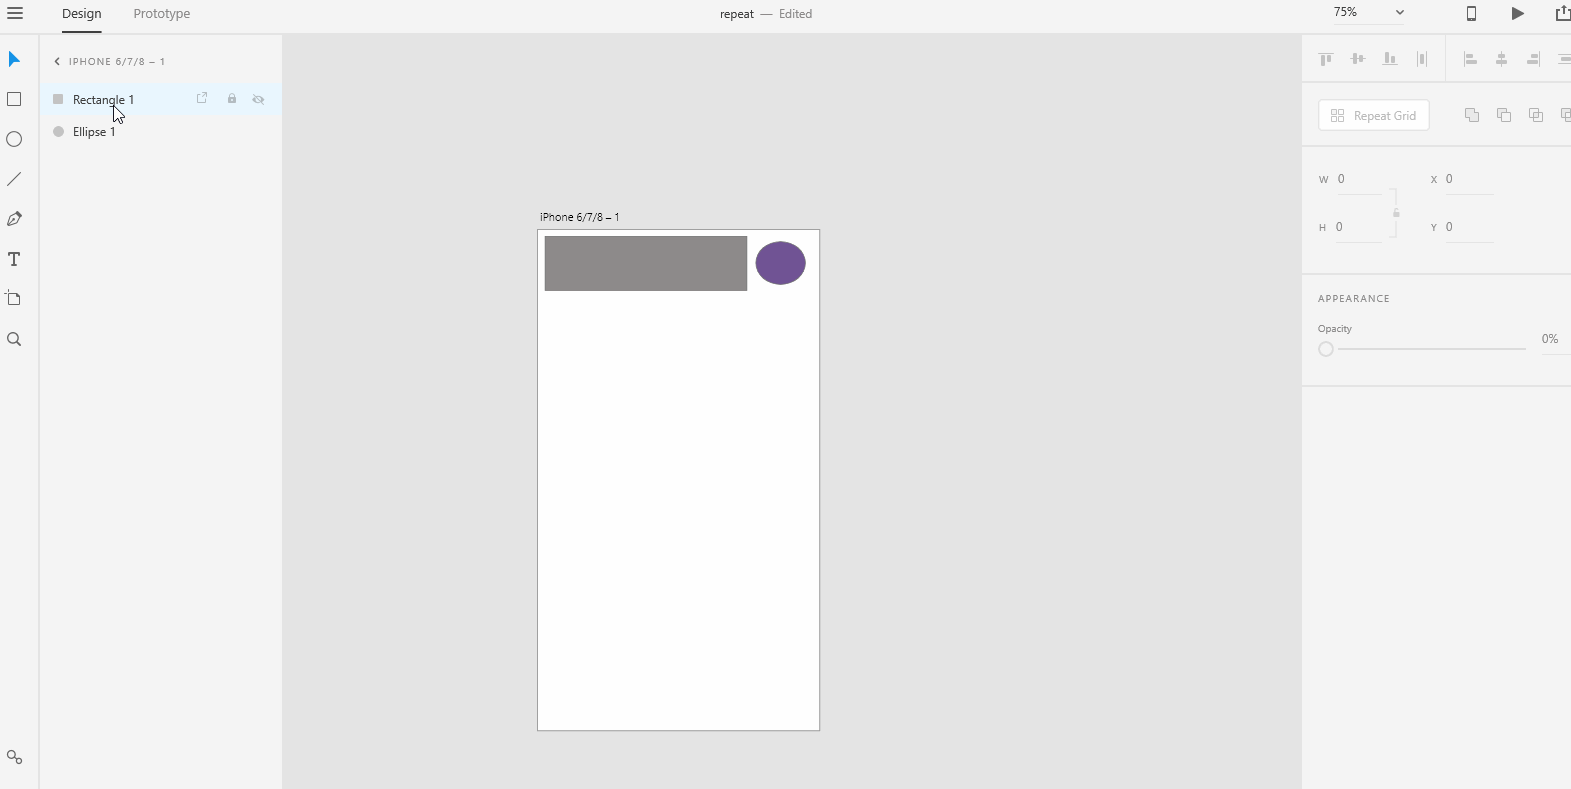 Design Prototype repeat — Edited 75%
IPHONE 6/7/8 – 1
Rectangle 1
Ellipse 1
T
iPhone 6/7/8 – 1
Repeat Grid
W 0 X 0
H 0 Y 0
APPEARANCE
Opacity
0%